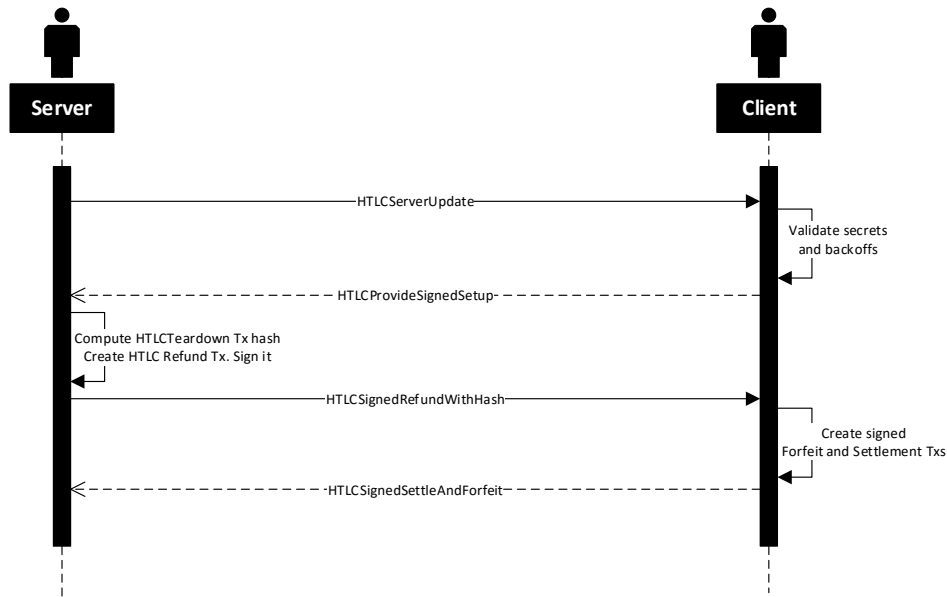 Server
Client
HTLCServerUpdate
Validate secrets
and backoffs
HTLCProvideSignedSetup
Compute HTLCTeardown Tx hash
Create HTLC Refund Tx. Sign it
HTLCSignedRefundWithHash
Create signed
Forfeit and Settlement Txs
HTLCSignedSettleAndForfeit